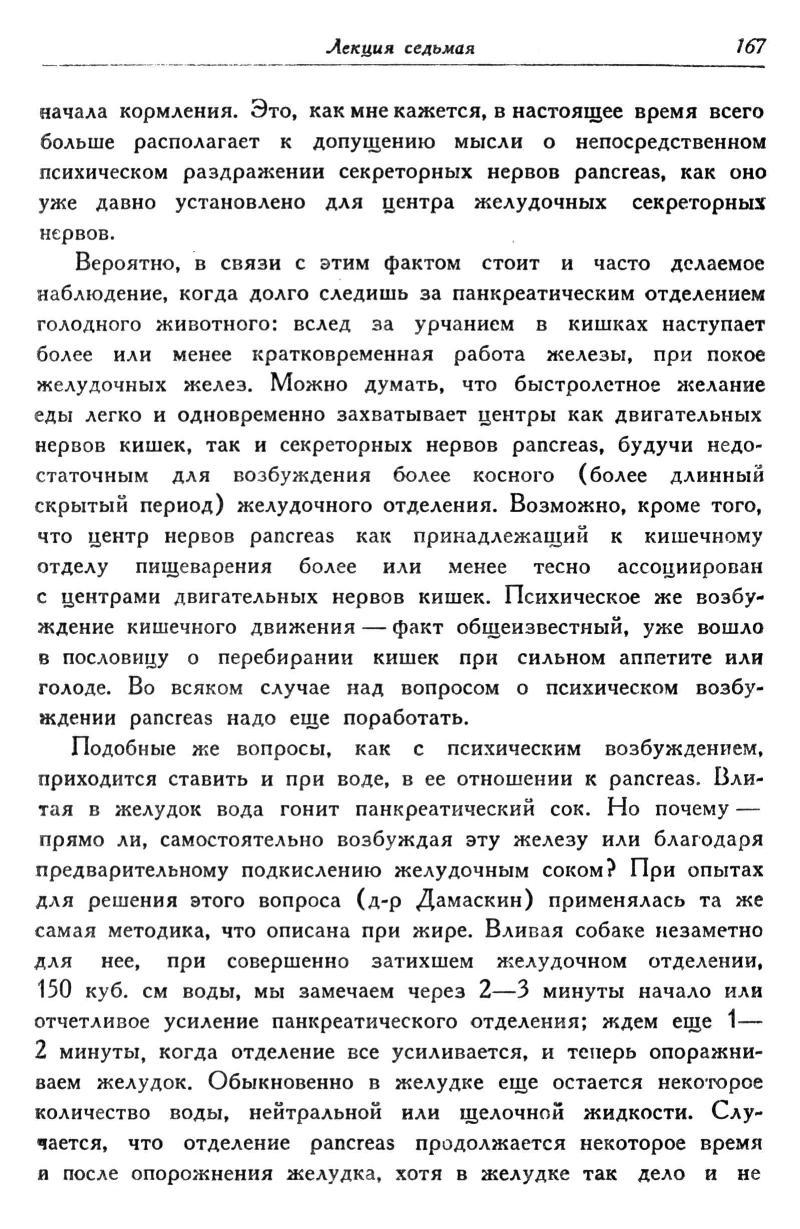 Лекция седьмая 167
начала кормления. Это, как мне кажется, в настоящее время всего
больше располагает к допущению мысли о непосредственном
психическом раздражении секреторных нервов pancreas, как оно
уже давно установлено для центра желудочных секреторных
нервов.
Вероятно, в связи с этим фактом стоит и часто делаемое
наблюдение, когда долго следишь за панкреатическим отделением
голодного животного: вслед за урчанием в кишках наступает
более или менее кратковременная работа железы, при покое
желудочных желез. Можно думать, что быстролетное желание
еды легко и одновременно захватывает центры как двигательных
нервов кишек, так и секреторных нервов pancreas, будучи недо-
статочным для возбуждения более косного (более длинный
скрытый период) желудочного отделения. Возможно, кроме того,
что центр нервов pancreas как принадлежащий к кишечному
отделу пищеварения более или менее тесно ассоциирован
с центрами двигательных нервов кишек. Психическое же возбу-
ждение кишечного движения — факт общеизвестный, уже вошло
в пословицу о перебирании кишек при сильном аппетите или
голоде. Во всяком случае над вопросом о психическом возбу-
ждении pancreas надо еще поработать.
Подобные же вопросы, как с психическим возбуждением,
приходится ставить и при воде, в ее отношении к pancreas. Вли-
тая в желудок вода гонит панкреатический сок. Но почему —
прямо ли, самостоятельно возбуждая эту железу или благодаря
предварительному подкислению желудочным соком? При опытах
для решения этого вопроса (д-р Дамаскин) применялась та же
самая методика, что описана при жире. Вливая собаке незаметно
для нее, при совершенно затихшем желудочном отделении,
150 куб. см воды, мы замечаем через 2—3 минуты начало или
отчетливое усиление панкреатического отделения; ждем еще 1—
2 минуты, когда отделение все усиливается, и теперь опоражни-
ваем желудок. Обыкновенно в желудке еще остается некоторое
количество воды, нейтральной или щелочной жидкости. Слу-
чается, что отделение pancreas продолжается некоторое время
и после опорожнения желудка, хотя в желудке так дело и не